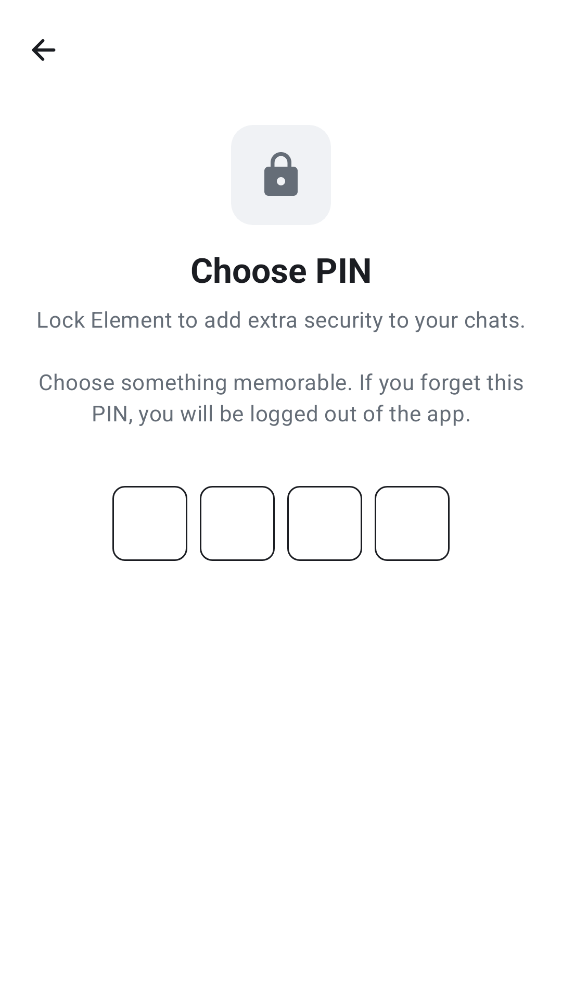 Choose PIN
Lock Element to add extra security to your chats.
Choose something memorable. If you forget this
PIN, you will be logged out of the app.